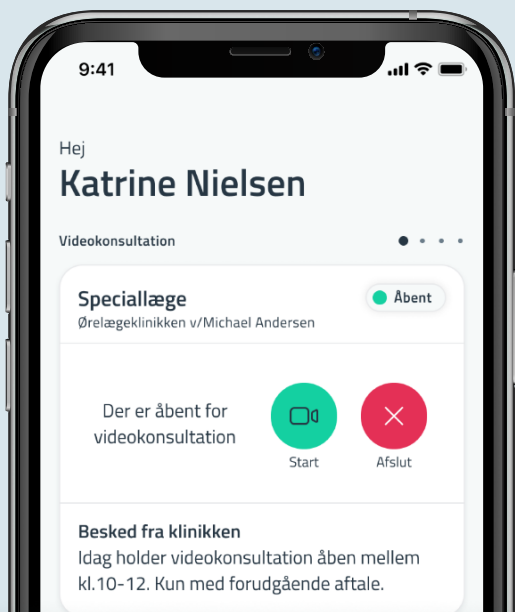 9:41
Hej
Katrine Nielsen
Videokonsultation
Speciallæge
Åbent
Ørelægeklinikken v/Michael Andersen
Der er åbent for
videokonsultation
Start
Afslut
Besked fra klinikken
Idag holder videokonsultation åben mellem
kl.10-12. Kun med forudgående aftale.